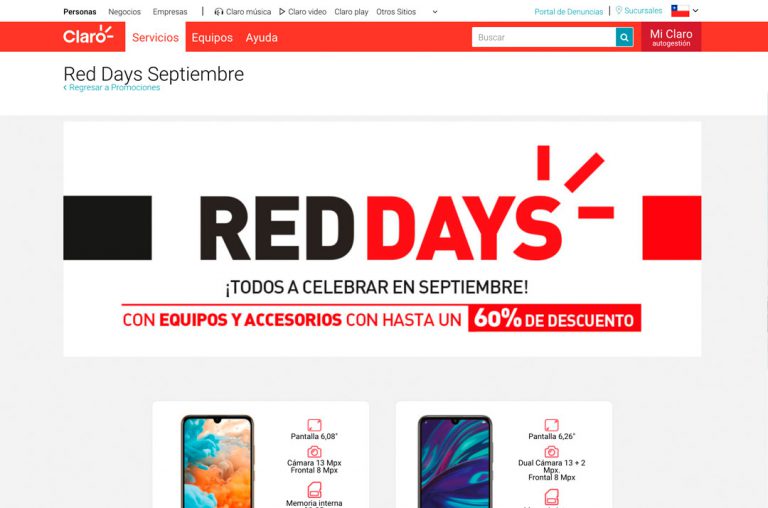 Personas Negocios Empresas | Claro música Claro video Claro play Otros Sitios Portal de Denuncias | Sucursales
Claro Servicios Equipos Ayuda Buscar Mi Claro
autogestión
Red Days Septiembre
‹ Regresar a Promociones
RED DAYS
¡TODOS A CELEBRAR EN SEPTIEMBRE!
CON EQUIPOS Y ACCESORIOS CON HASTA UN 60% DE DESCUENTO
Pantalla 6,08"
Cámara 13 Mpx
Frontal 8 Mpx
Memoria interna
Pantalla 6,26"
Dual Cámara 13 + 2
Mpx.
Frontal 8 Mpx